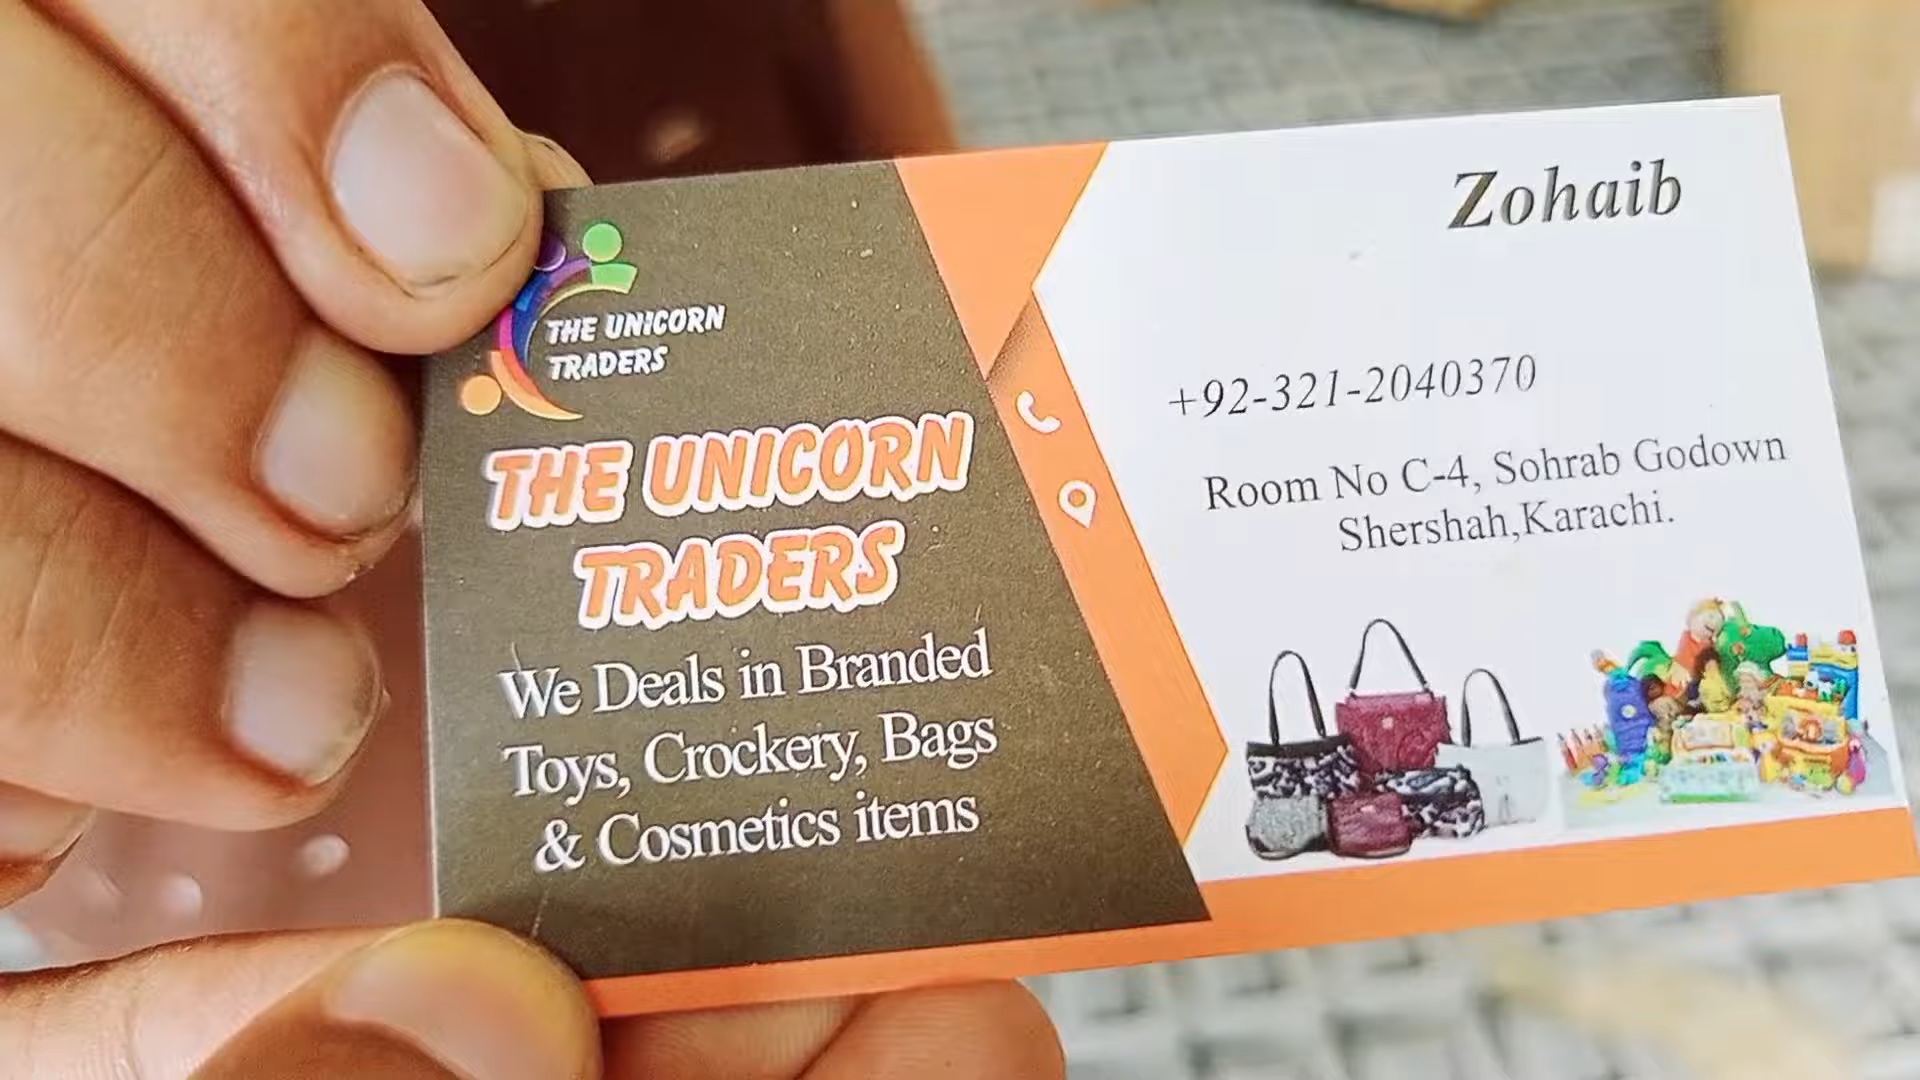 THE UNICORN
TRADERS
THE UNICORN
TRADERS
We Deals in Branded
Toys, Crockery, Bags
& Cosmetics items
Zohaib
+92-321-2040370
Room No C-4, Sohrab Godown
Shershah,Karachi.